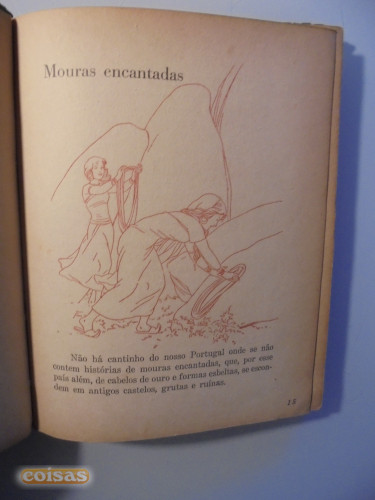 Mouras encantadas
Não há cantinho do nosso Portugal onde se não
contem histórias de mouras encantadas, que, por esse
país além, de cabelos de ouro e formas esbeltas, se escon-
dem em antigos castelos, grutas e ruínas.
15
coisas